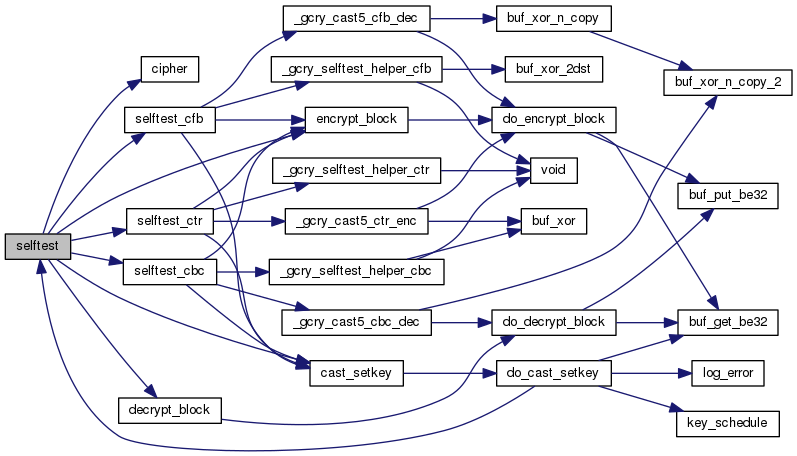 selftest
cipher
selftest_cfb
selftest_ctr
selftest_cbc
decrypt_block
_gcry_cast5_cfb_dec
_gcry_selftest_helper_cfb
encrypt_block
_gcry_selftest_helper_ctr
_gcry_cast5_ctr_enc
_gcry_selftest_helper_cbc
_gcry_cast5_cbc_dec
cast_setkey
buf_xor_n_copy
buf_xor_2dst
do_encrypt_block
void
buf_xor
do_decrypt_block
do_cast_setkey
buf_xor_n_copy_2
buf_put_be32
buf_get_be32
log_error
key_schedule